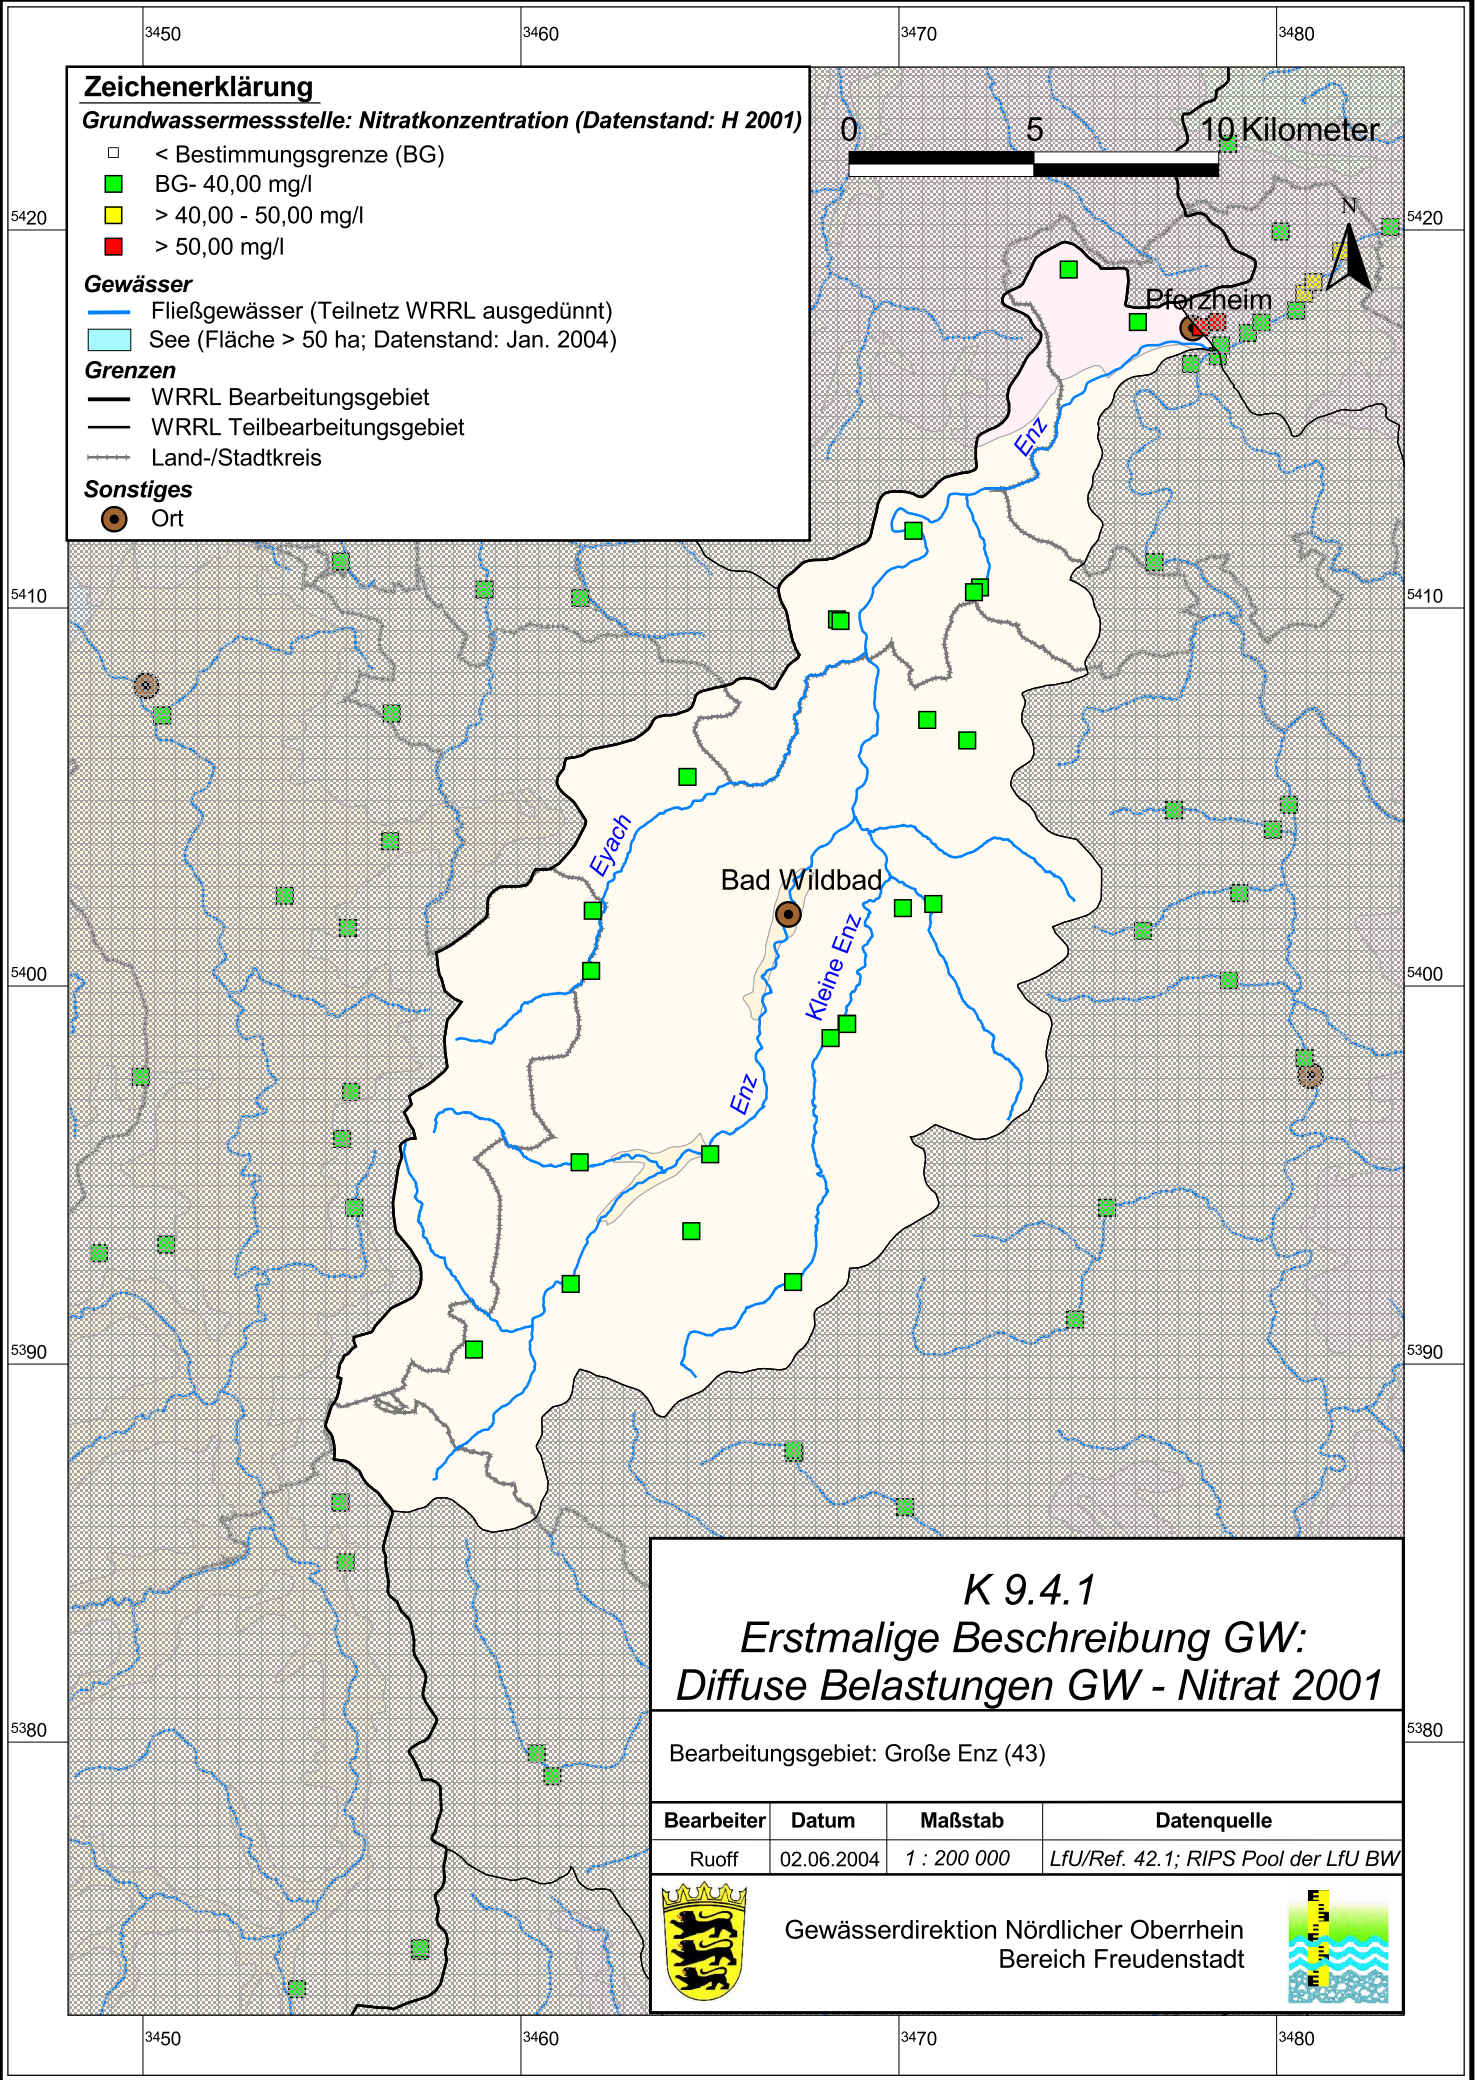 3450 3460 3470 3480
Zeichenerklärung
Grundwassermessstelle: Nitratkonzentration (Datenstand: H 2001)
< Bestimmungsgrenze (BG)
BG- 40,00 mg/l
> 40,00 - 50,00 mg/l
> 50,00 mg/l
Gewässer
Fließgewässer (Teilnetz WRRL ausgedünnt)
See (Fläche > 50 ha; Datenstand: Jan. 2004)
Grenzen
WRRL Bearbeitungsgebiet
WRRL Teilbearbeitungsgebiet
Land-/Stadtkreis
Sonstiges
Ort
0 5 10 Kilometer
N
5420 5420
Pforzheim
Enz
5410 5410
Eyach
Bad Wildbad
Kleine Enz
5400 5400
Enz
5390 5390
K 9.4.1
Erstmalige Beschreibung GW:
Diffuse Belastungen GW - Nitrat 2001
5380 5380
Bearbeitungsgebiet: Große Enz (43)
Bearbeiter Datum Maßstab Datenquelle
Ruoff 02.06.2004 1 : 200 000 LfU/Ref. 42.1; RIPS Pool der LfU BW
Gewässerdirektion Nördlicher Oberrhein
Bereich Freudenstadt
3450 3460 3470 3480